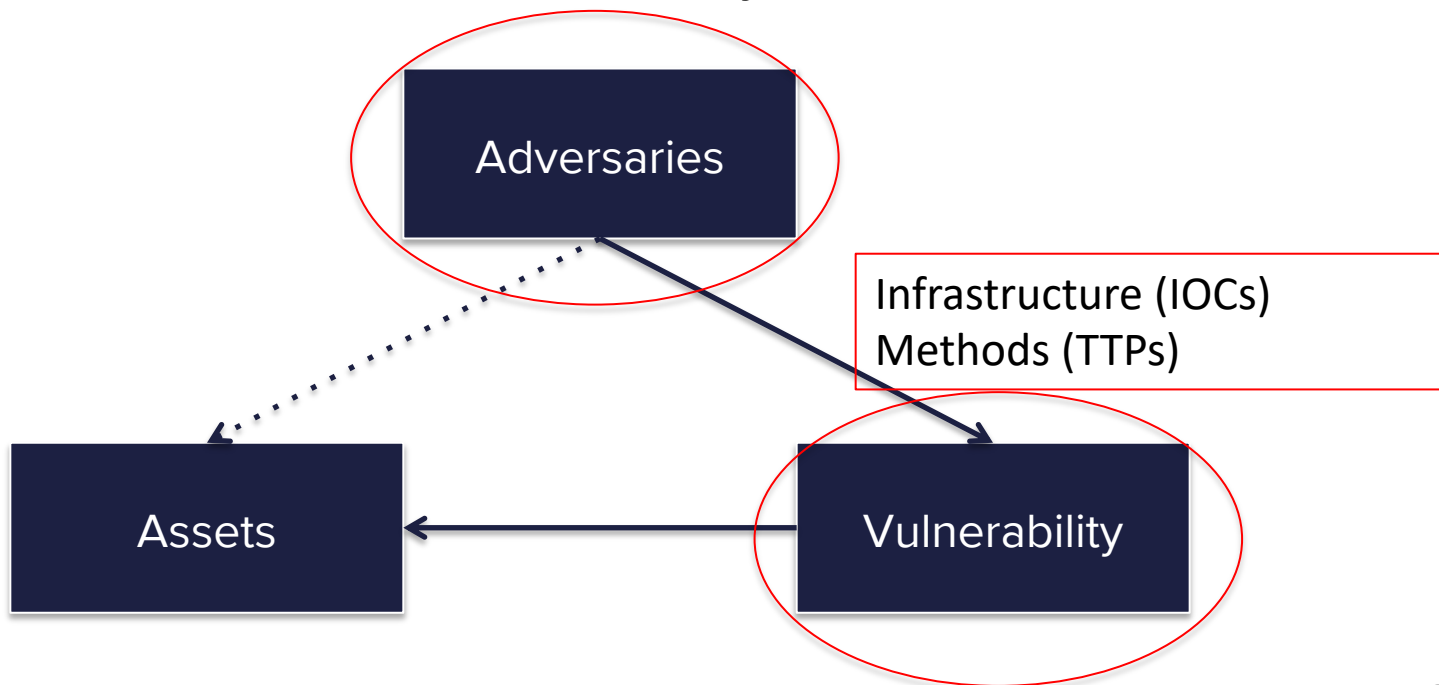 Adversaries
Infrastructure (IOCs)
Methods (TTPs)
Assets
Vulnerability